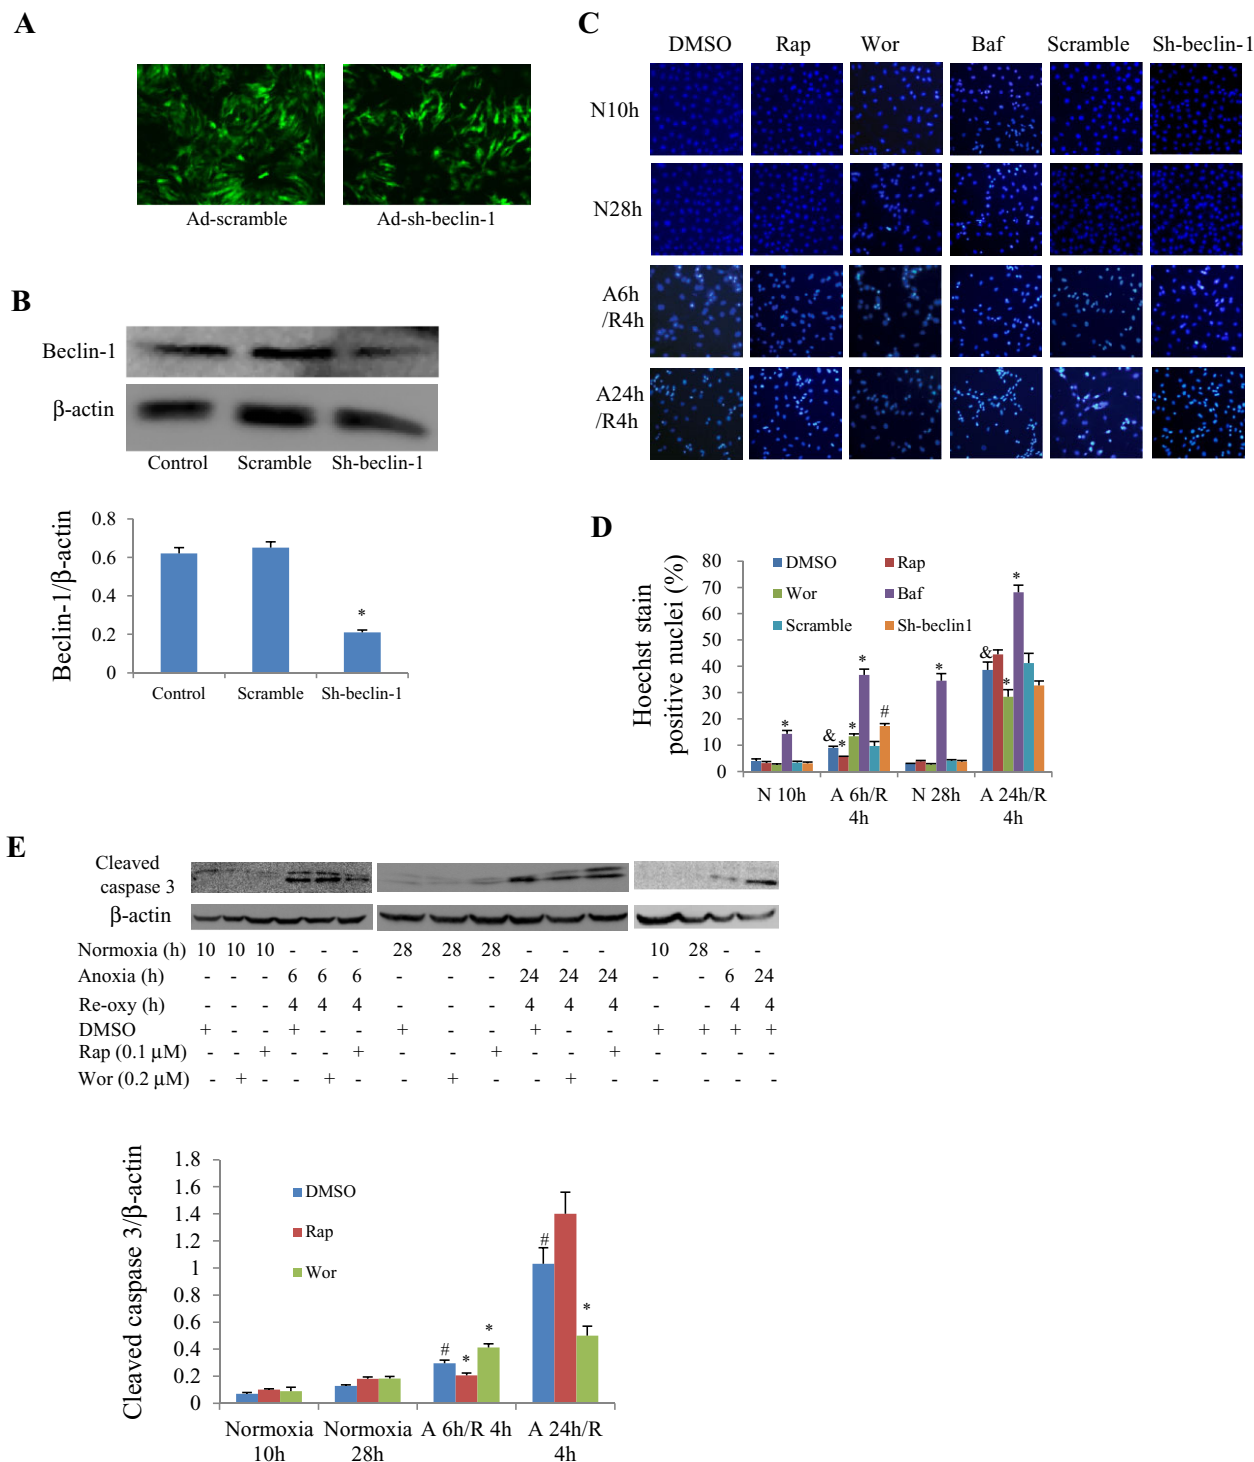 A
Ad-scramble Ad-sh-beclin-1
B
Beclin-1
β-actin
Control Scramble Sh-beclin-1
Beclin-1/β-actin
0.8
0.6
0.4
0.2
0
*
Control Scramble Sh-beclin-1
C
DMSO Rap Wor Baf Scramble Sh-beclin-1
N10h
N28h
A6h
/R4h
A24h
/R4h
D
Hoechst stain
positive nuclei (%)
80
70
60
50
40
30
20
10
0
DMSO Rap
Wor Baf
Scramble Sh-beclin1
*
& * * * #
*
& * *
N 10h A 6h/R N 28h A 24h/R
4h 4h
E
Cleaved
caspase 3
β-actin
Normoxia (h) 10 10 10 - - - 28 28 28 - - - 10 28 - -
Anoxia (h) - - - 6 6 6 - - - 24 24 24 - - 6 24
Re-oxy (h) - - - 4 4 4 - - - 4 4 4 - - 4 4
DMSO + - - + - - + - - + - - + + + +
Rap (0.1 μM) - - + - - + - - + - - + - - - -
Wor (0.2 μM) - + - - + - - + - - + - - - - -
Cleaved caspase 3/β-actin
1.8
1.6
1.4
1.2
1
0.8
0.6
0.4
0.2
0
DMSO
Rap
Wor
# * *
# *
Normoxia Normoxia A 6h/R 4h A 24h/R
10h 28h 4h